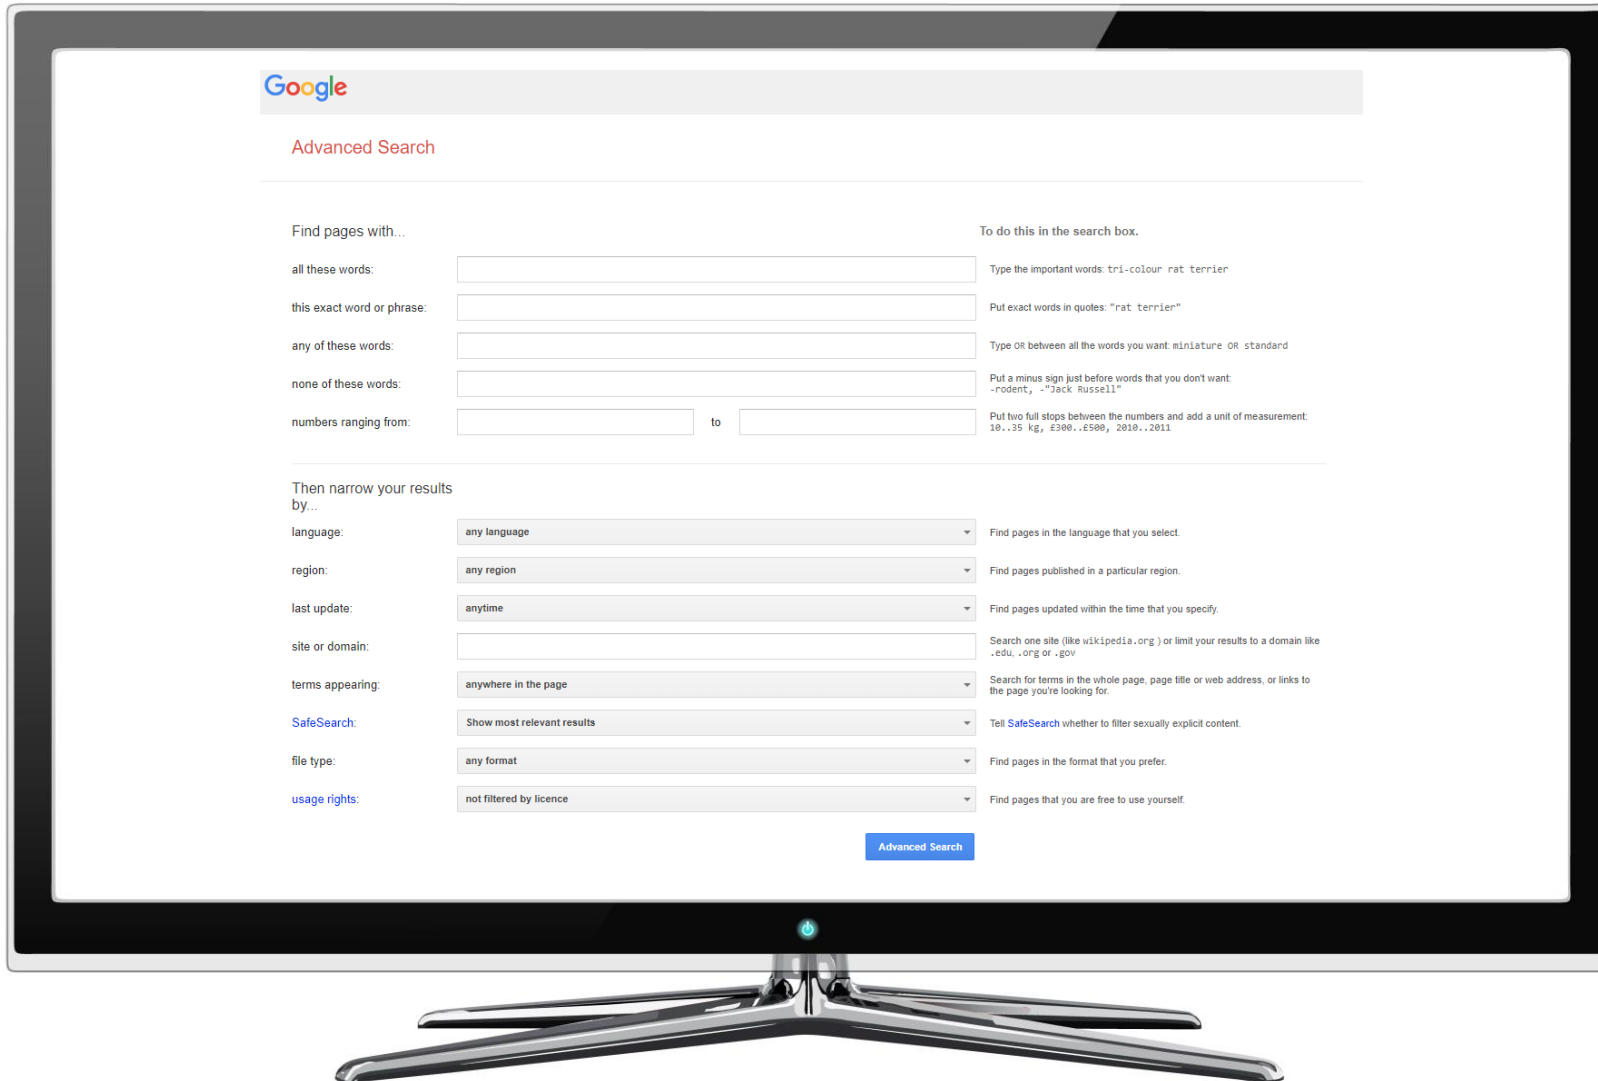 Google
Advanced Search
Find pages with...
To do this in the search box.
all these words:
Type the important words: tri-colour rat terrier
this exact word or phrase:
Put exact words in quotes: "rat terrier"
any of these words:
Type OR between all the words you want: miniature OR standard
none of these words:
Put a minus sign just before words that you don't want:
-rodent, -"Jack Russell"
numbers ranging from:
to
Put two full stops between the numbers and add a unit of measurement:
10..35 kg, £300..£500, 2010..2011
Then narrow your results
by...
language:
any language
Find pages in the language that you select.
region:
any region
Find pages published in a particular region.
last update:
anytime
Find pages updated within the time that you specify.
site or domain:
Search one site (like wikipedia.org ) or limit your results to a domain like
.edu, .org or .gov
terms appearing:
anywhere in the page
Search for terms in the whole page, page title or web address, or links to
the page you're looking for.
SafeSearch:
Show most relevant results
Tell SafeSearch whether to filter sexually explicit content.
file type:
any format
Find pages in the format that you prefer.
usage rights:
not filtered by licence
Find pages that you are free to use yourself.
Advanced Search